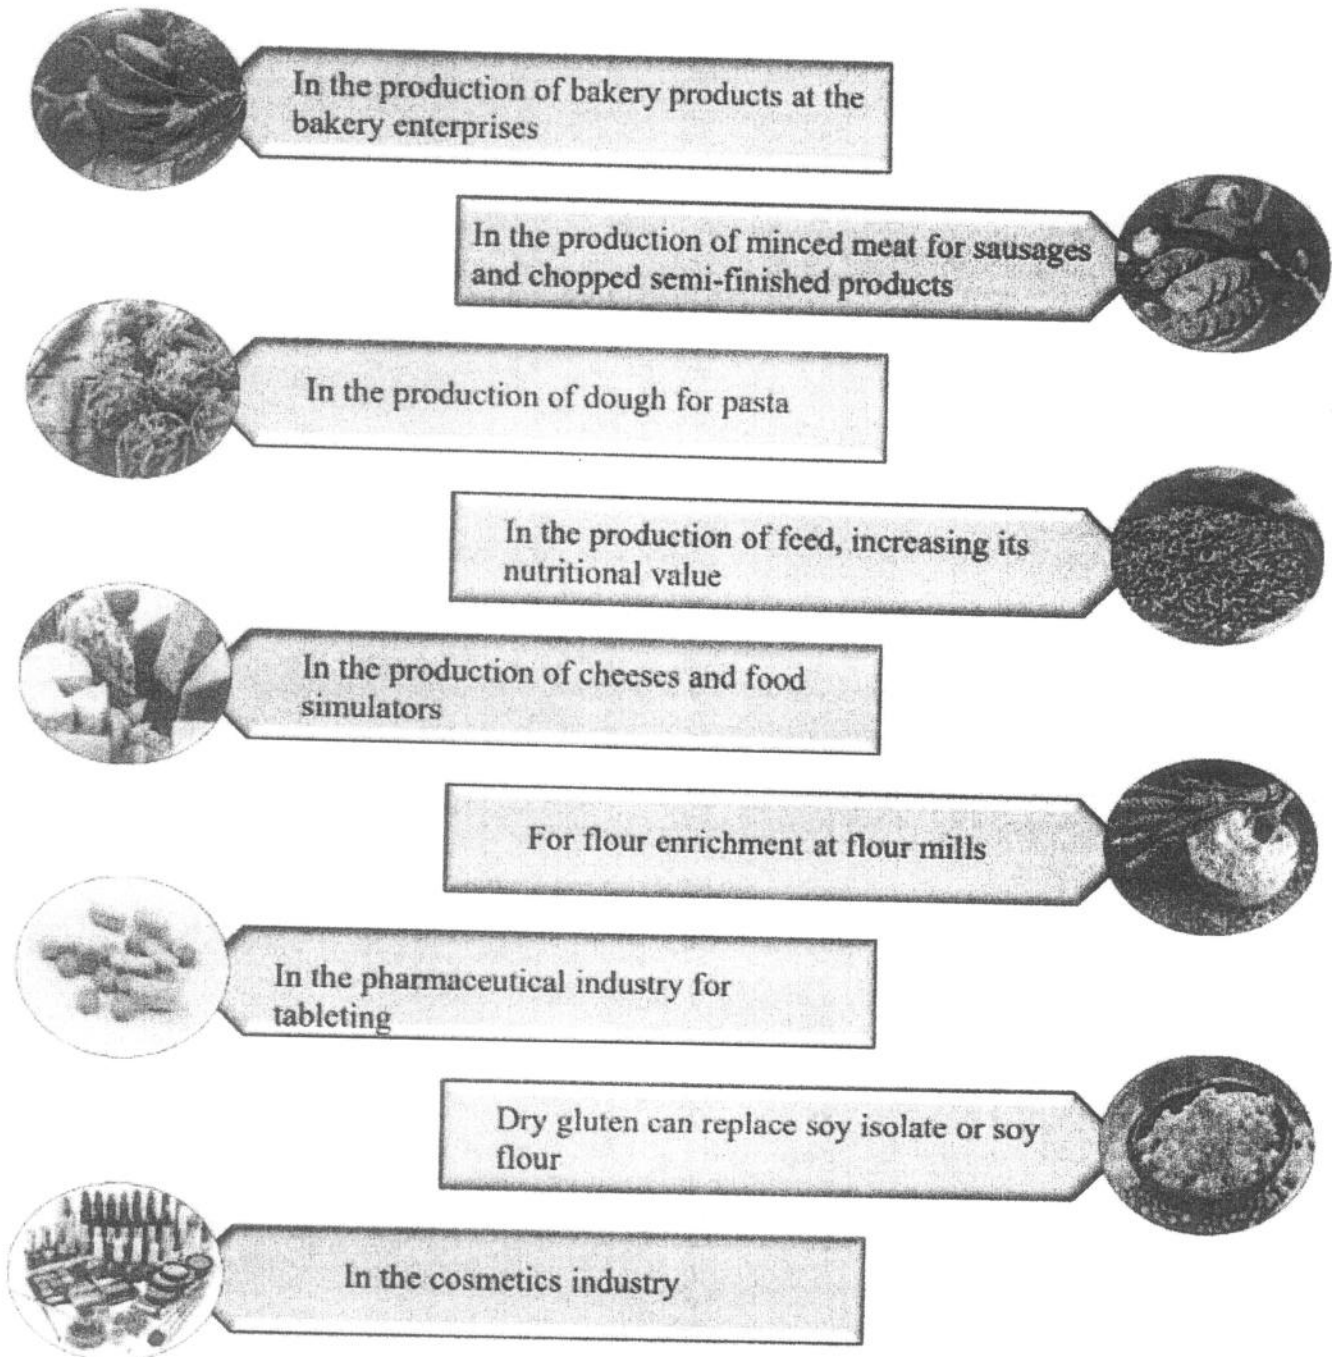 In the production of bakery products at the
bakery enterprises
In the production of minced meat for sausages
and chopped semi-finished products
In the production of dough for pasta
In the production of feed, increasing its
nutritional value
In the production of cheeses and food
simulators
For flour enrichment at flour mills
In the pharmaceutical industry for
tableting
Dry gluten can replace soy isolate or soy
flour
In the cosmetics industry